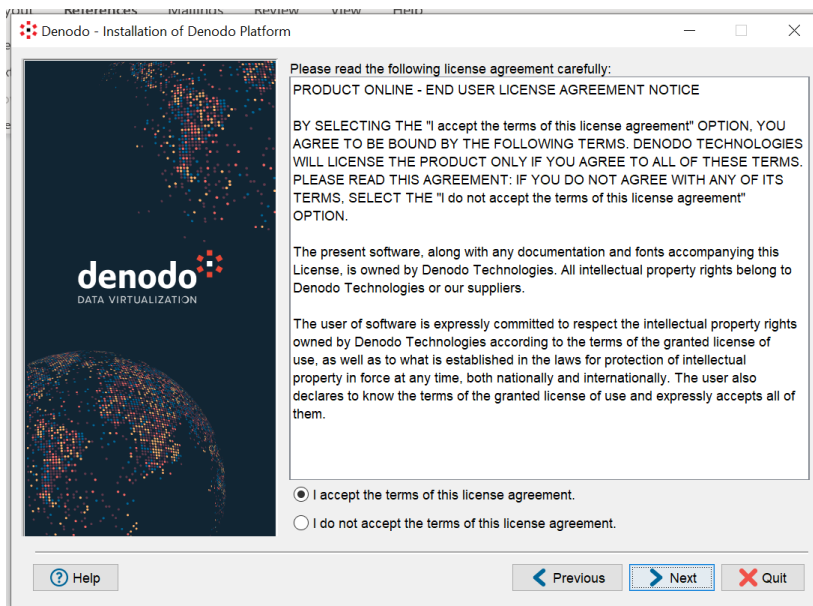 References Mailings Review View Help
Denodo - Installation of Denodo Platform
Please read the following license agreement carefully:
PRODUCT ONLINE - END USER LICENSE AGREEMENT NOTICE
BY SELECTING THE "I accept the terms of this license agreement" OPTION, YOU
AGREE TO BE BOUND BY THE FOLLOWING TERMS. DENODO TECHNOLOGIES
WILL LICENSE THE PRODUCT ONLY IF YOU AGREE TO ALL OF THESE TERMS.
PLEASE READ THIS AGREEMENT: IF YOU DO NOT AGREE WITH ANY OF ITS
TERMS, SELECT THE "I do not accept the terms of this license agreement"
OPTION.
The present software, along with any documentation and fonts accompanying this
License, is owned by Denodo Technologies. All intellectual property rights belong to
Denodo Technologies or our suppliers.
The user of software is expressly committed to respect the intellectual property rights
owned by Denodo Technologies according to the terms of the granted license of
use, as well as to what is established in the laws for protection of intellectual
property in force at any time, both nationally and internationally. The user also
declares to know the terms of the granted license of use and expressly accepts all of
them.
denodo
DATA VIRTUALIZATION
I accept the terms of this license agreement.
I do not accept the terms of this license agreement.
Help
Previous
Next
Quit